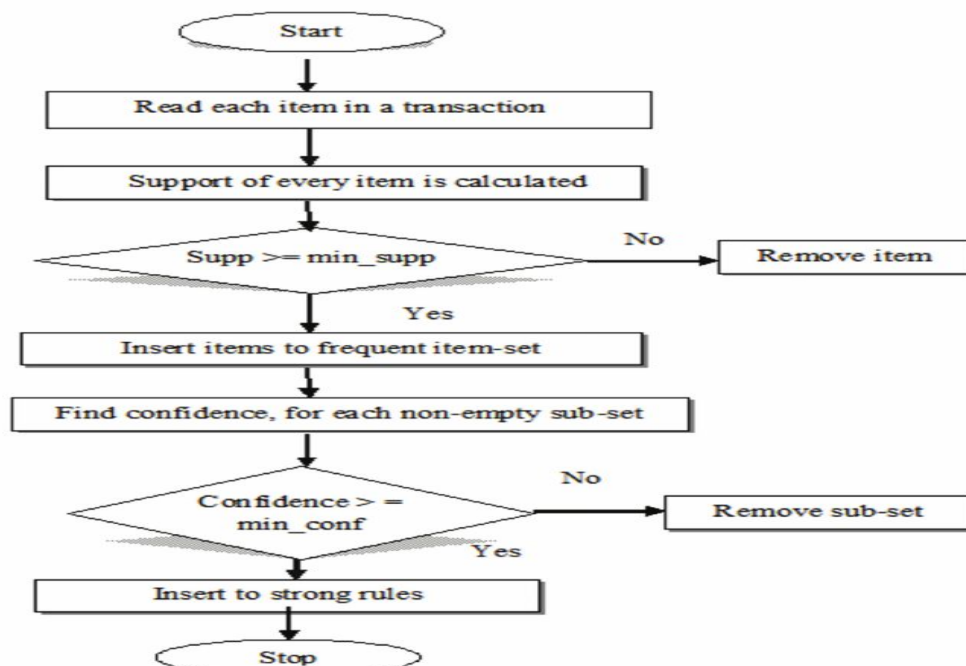 Start
Read each item in a transaction
Support of every item is calculated
Supp >= min_supp
No
Remove item
Yes
Insert items to frequent item-set
Find confidence, for each non-empty sub-set
Confidence > =
min_conf
No
Remove sub-set
Yes
Insert to strong rules
Stop